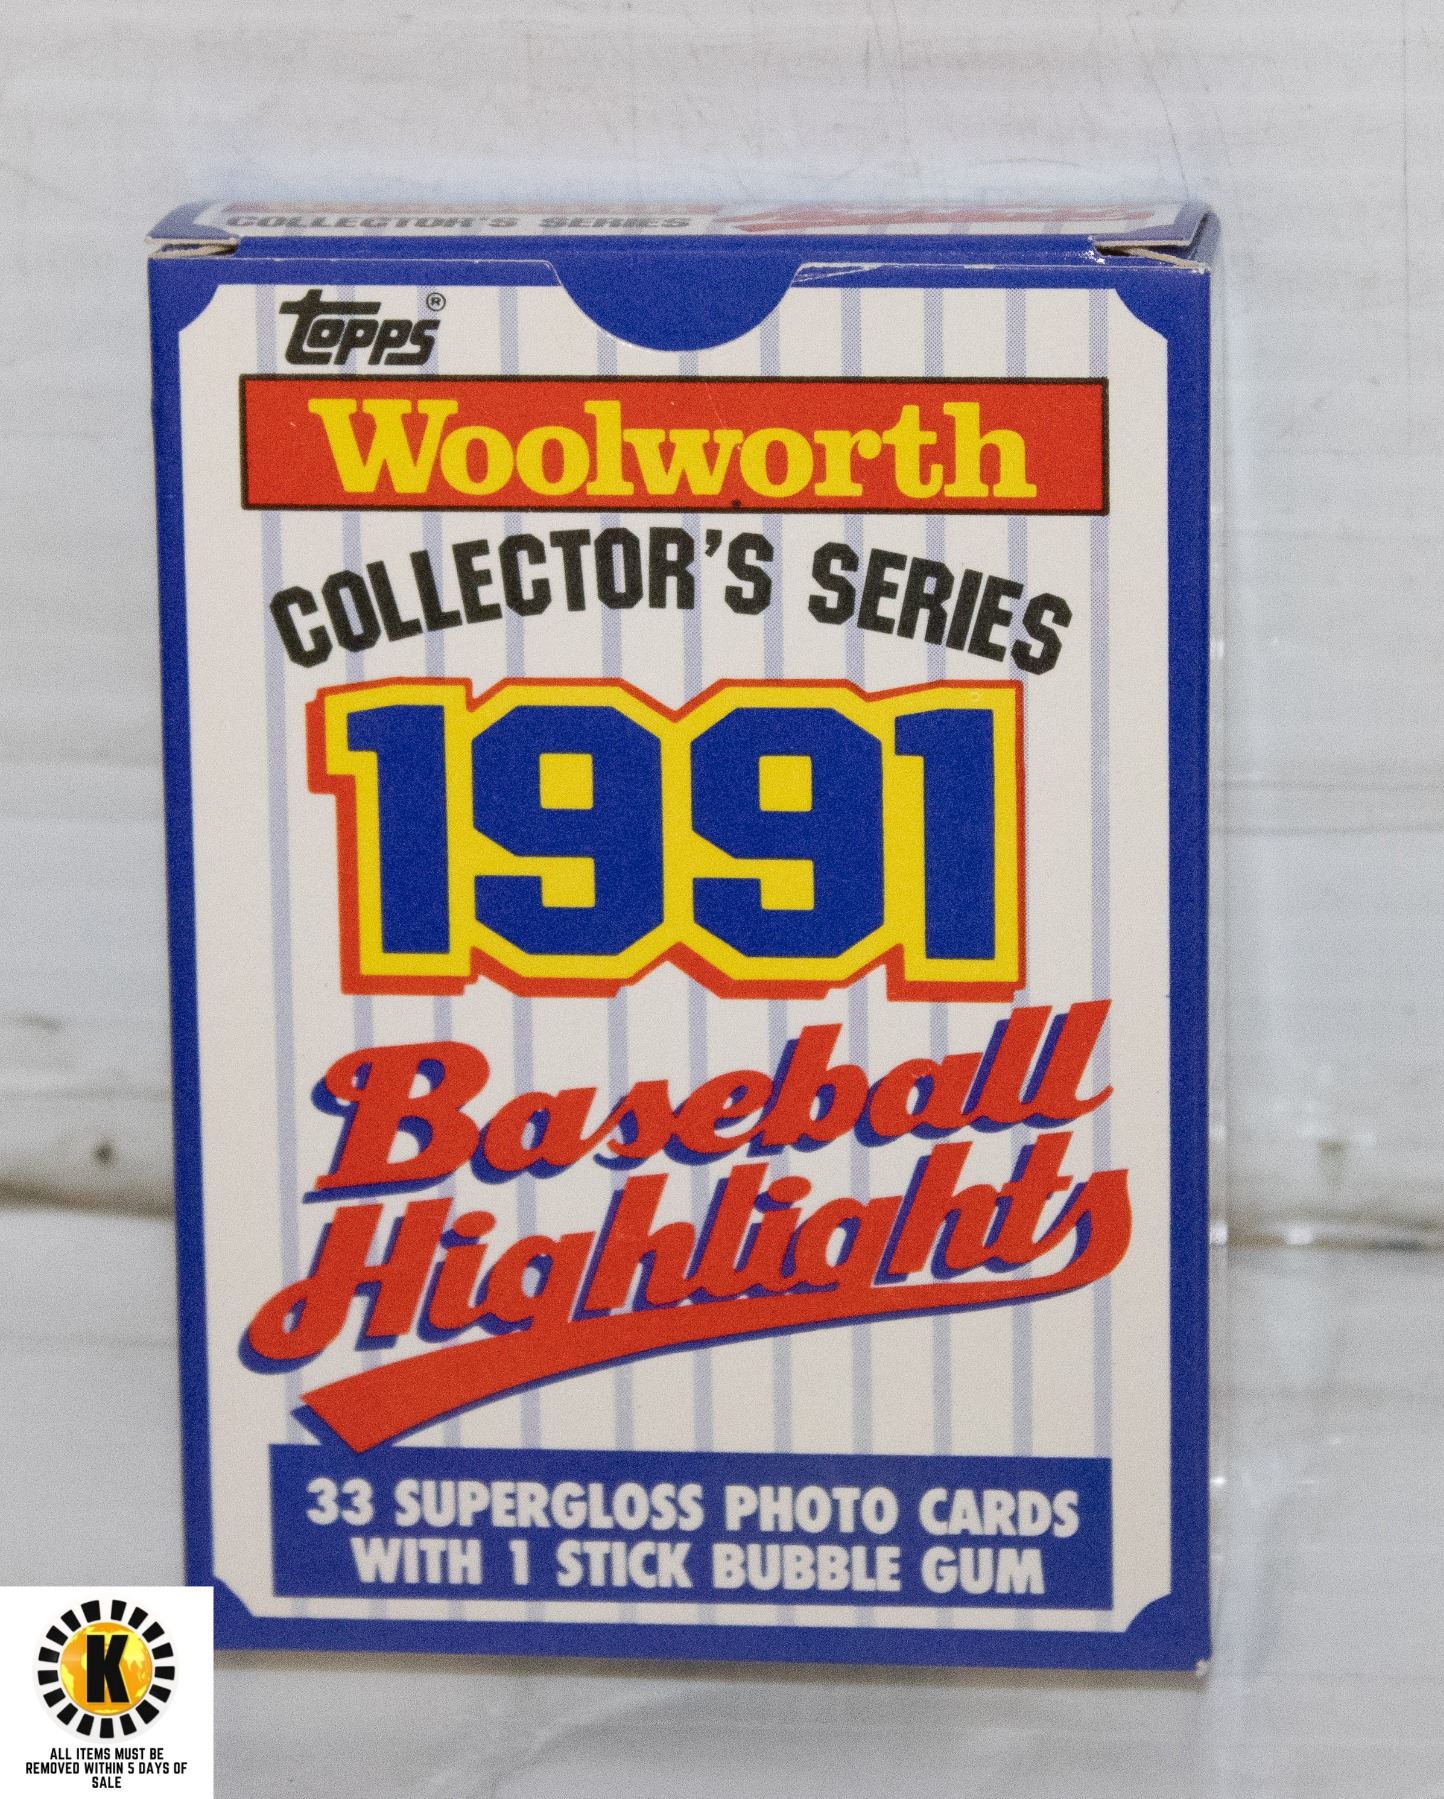 COLLECTOR'S SERIES
topps®
Woolworth
COLLECTOR'S SERIES
1991
Baseball
Highlights
33 SUPERGLOSS PHOTO CARDS
WITH 1 STICK BUBBLE GUM
K
ALL ITEMS MUST BE
REMOVED WITHIN 5 DAYS OF
SALE